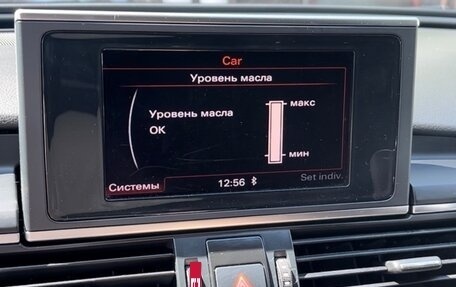 Car
Уровень масла
макс
Уровень масла
OK
мин
Системы
12:56
Set indiv.